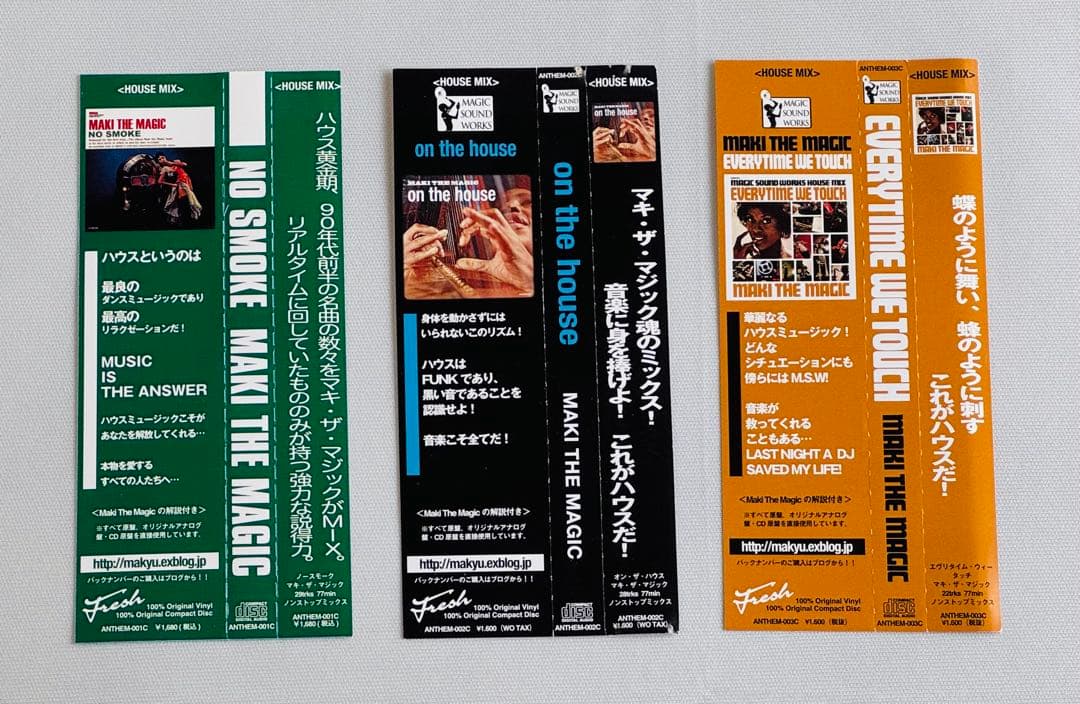 <HOUSE MIX>
MAKI THE MAGIC
NO SMOKE
ハウスというのは
最良の
ダンスミュージックであり
最高の
リラクゼーションだ！
MUSIC
IS
THE ANSWER
ハウスミュージックこそが
あなたを解放してくれる…
本物を愛する
すべての人たちへ…
<Maki The Magic の解説付き>
※すべて原盤、オリジナルアナログ
盤・CD原盤を直接使用しています。
http://makyu.exblog.jp
バックナンバーのご購入はブログから！！
Fresh
100% Original Vinyl
100% Original Compact Disc
ANTHEM-001C ￥1,680(税込)
NO SMOKE MAKI THE MAGIC
COMPACT
disc
DIGITAL AUDIO
ANTHEM-001C
<HOUSE MIX>
ハウス黄金期、90年代前半の名曲の数々をマキ・ザ・マジックがMIX。
リアルタイムに回していたもののみが持つ強力な説得力。
ノースモーク
マキ・ザ・マジック
29trks 77min
ノンストップミックス
ANTHEM-001C
￥1,680(税込)
<HOUSE MIX>
MAGIC
SOUND
WORKS
on the house
MAKI THE MAGIC
on the house
身体を動かさずには
いられないこのリズム！
ハウスは
FUNKであり、
黒い音であることを
認識せよ！
音楽こそ全てだ！
<Maki The Magic の解説付き>
※すべて原盤、オリジナルアナログ
盤・CD原盤を直接使用しています。
http://makyu.exblog.jp
バックナンバーのご購入はブログから！！
Fresh
100% Original Vinyl
100% Original Compact Disc
ANTHEM-002C ¥1.600 (WO TAX)
ANTHEM-002C
MAGIC
SOUND
WORKS
on the house MAKI THE MAGIC
COMPACT
disc
DIGITAL AUDIO
ANTHEM-002C
<HOUSE MIX>
MAKI THE MAGIC
on the house
マキ・ザ・マジック魂のミックス！
音楽に身を捧げよ！ これがハウスだ！
オン・ザ・ハウス
マキ・ザ・マジック
28trks 77min
ノンストップミックス
ANTHEM-002C
¥1.600 (WO TAX)
<HOUSE MIX>
MAGIC
SOUND
WORKS
MAKI THE MAGIC
EVERYTIME WE TOUCH
MAGIC SOUND WORKS HOUSE MIX
EVERYTIME WE TOUCH
MAKI THE MAGIC
華麗なる
ハウスミュージック！
どんな
シチュエーションにも
傍らには M.S.W!
音楽が
救ってくれる
こともある…
LAST NIGHT A DJ
SAVED MY LIFE!
<Maki The Magic の解説付き>
※すべて原盤、オリジナルアナログ
盤・CD原盤を直接使用しています。
http://makyu.exblog.jp
バックナンバーのご購入はブログから！！
Fresh
100% Original Vinyl
100% Original Compact Disc
ANTHEM-003C ¥1.500 (税抜)
ANTHEM-003C
MAGIC
SOUND
WORKS
EVERYTIME WE TOUCH MAKI THE MAGIC
COMPACT
disc
DIGITAL AUDIO
ANTHEM-003C
<HOUSE MIX>
EVERYTIME WE TOUCH
MAKI THE MAGIC
蝶のように舞い、蜂のように刺す
これがハウスだ！
エヴリタイム・ウィー・
タッチ
マキ・ザ・マジック
22trks 77min
ノンストップミックス
ANTHEM-003C
¥1.500 (税抜)